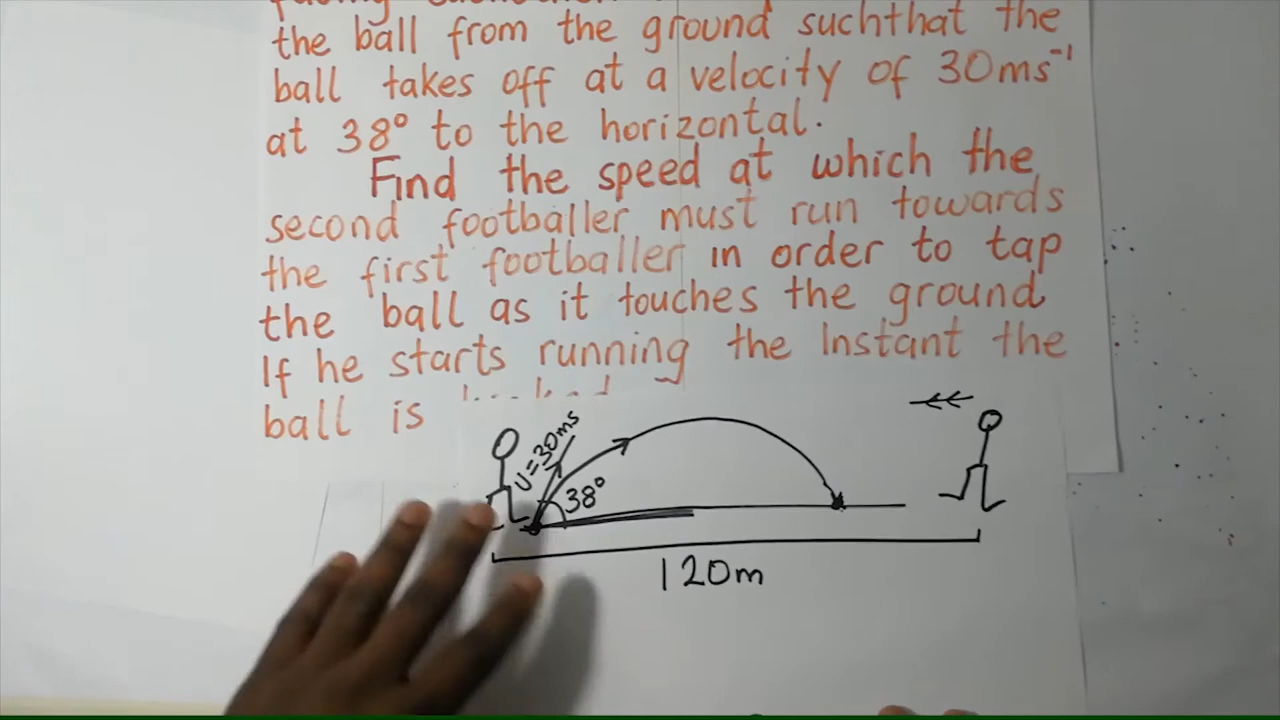 the ball from the ground suchthat the
ball takes off at a velocity of 30ms⁻¹
at 38° to the horizontal.
Find the speed at which the
second footballer must run towards
the first footballer in order to tap
the ball as it touches the ground
If he starts running the Instant the
ball is
U=30ms
38°
120m